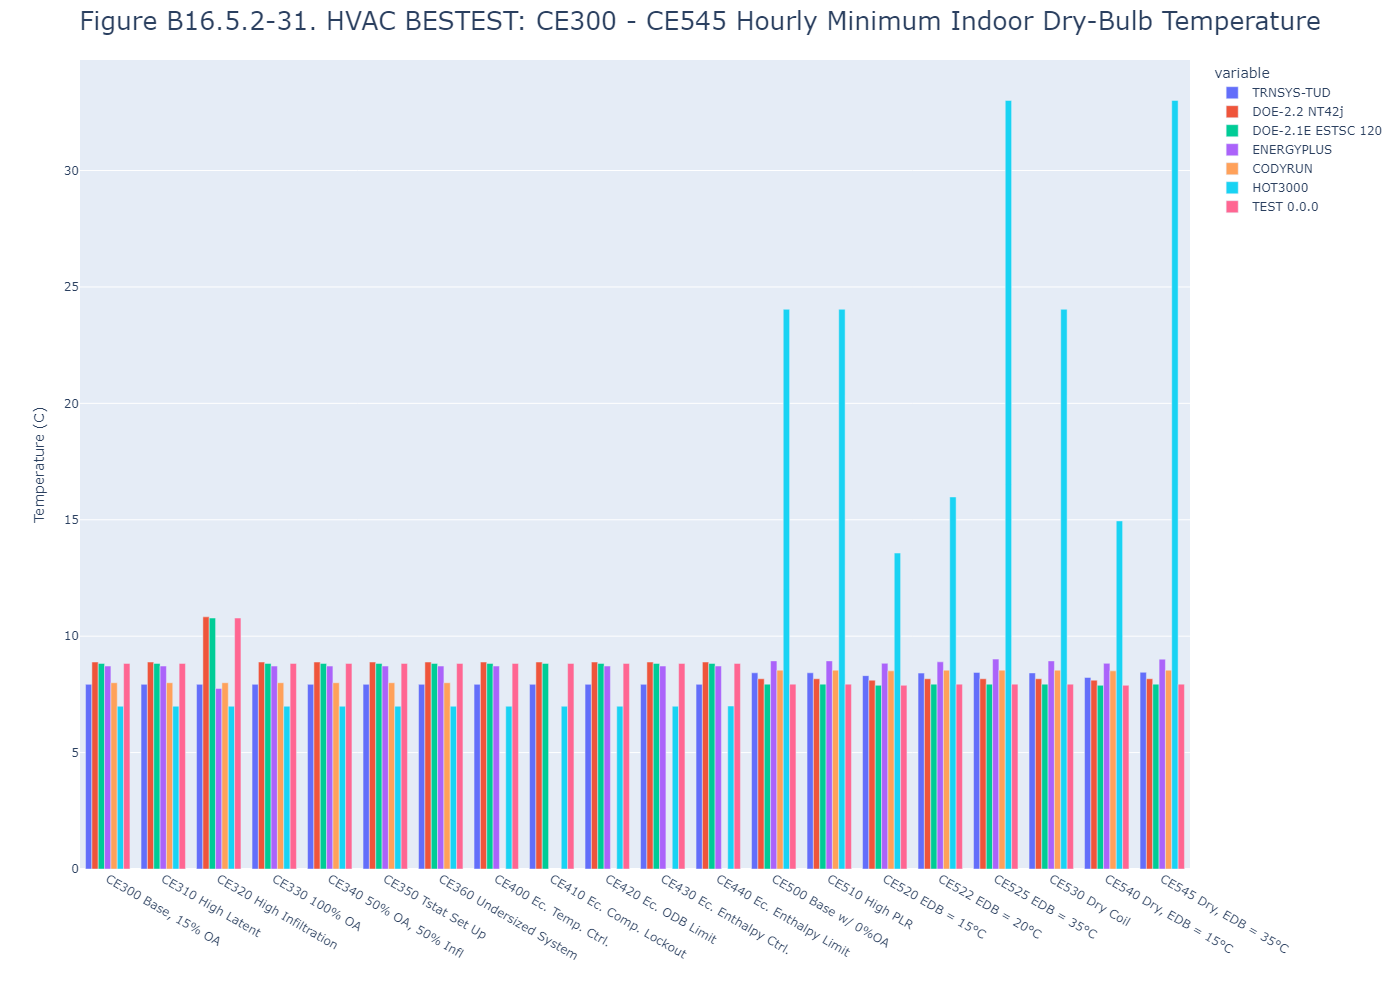 Figure B16.5.2-31. HVAC BESTEST: CE300 - CE545 Hourly Minimum Indoor Dry-Bulb Temperature
variable
TRNSYS-TUD
DOE-2.2 NT42j
DOE-2.1E ESTSC 120
ENERGYPLUS
CODYRUN
HOT3000
TEST 0.0.0
Temperature (C)
30
25
20
15
10
5
0
CE300 Base, 15% OA
CE310 High Latent
CE320 High Infiltration
CE330 100% OA
CE340 50% OA, 50% Infl
CE350 Tstat Set Up
CE360 Undersized System
CE400 Ec. Temp. Ctrl.
CE410 Ec. Comp. Lockout
CE420 Ec. ODB Limit
CE430 Ec. Enthalpy Ctrl.
CE440 Ec. Enthalpy Limit
CE500 Base w/ 0%OA
CE510 High PLR
CE520 EDB = 15°C
CE522 EDB = 20°C
CE525 EDB = 35°C
CE530 Dry Coil
CE540 Dry, EDB = 15°C
CE545 Dry, EDB = 35°C